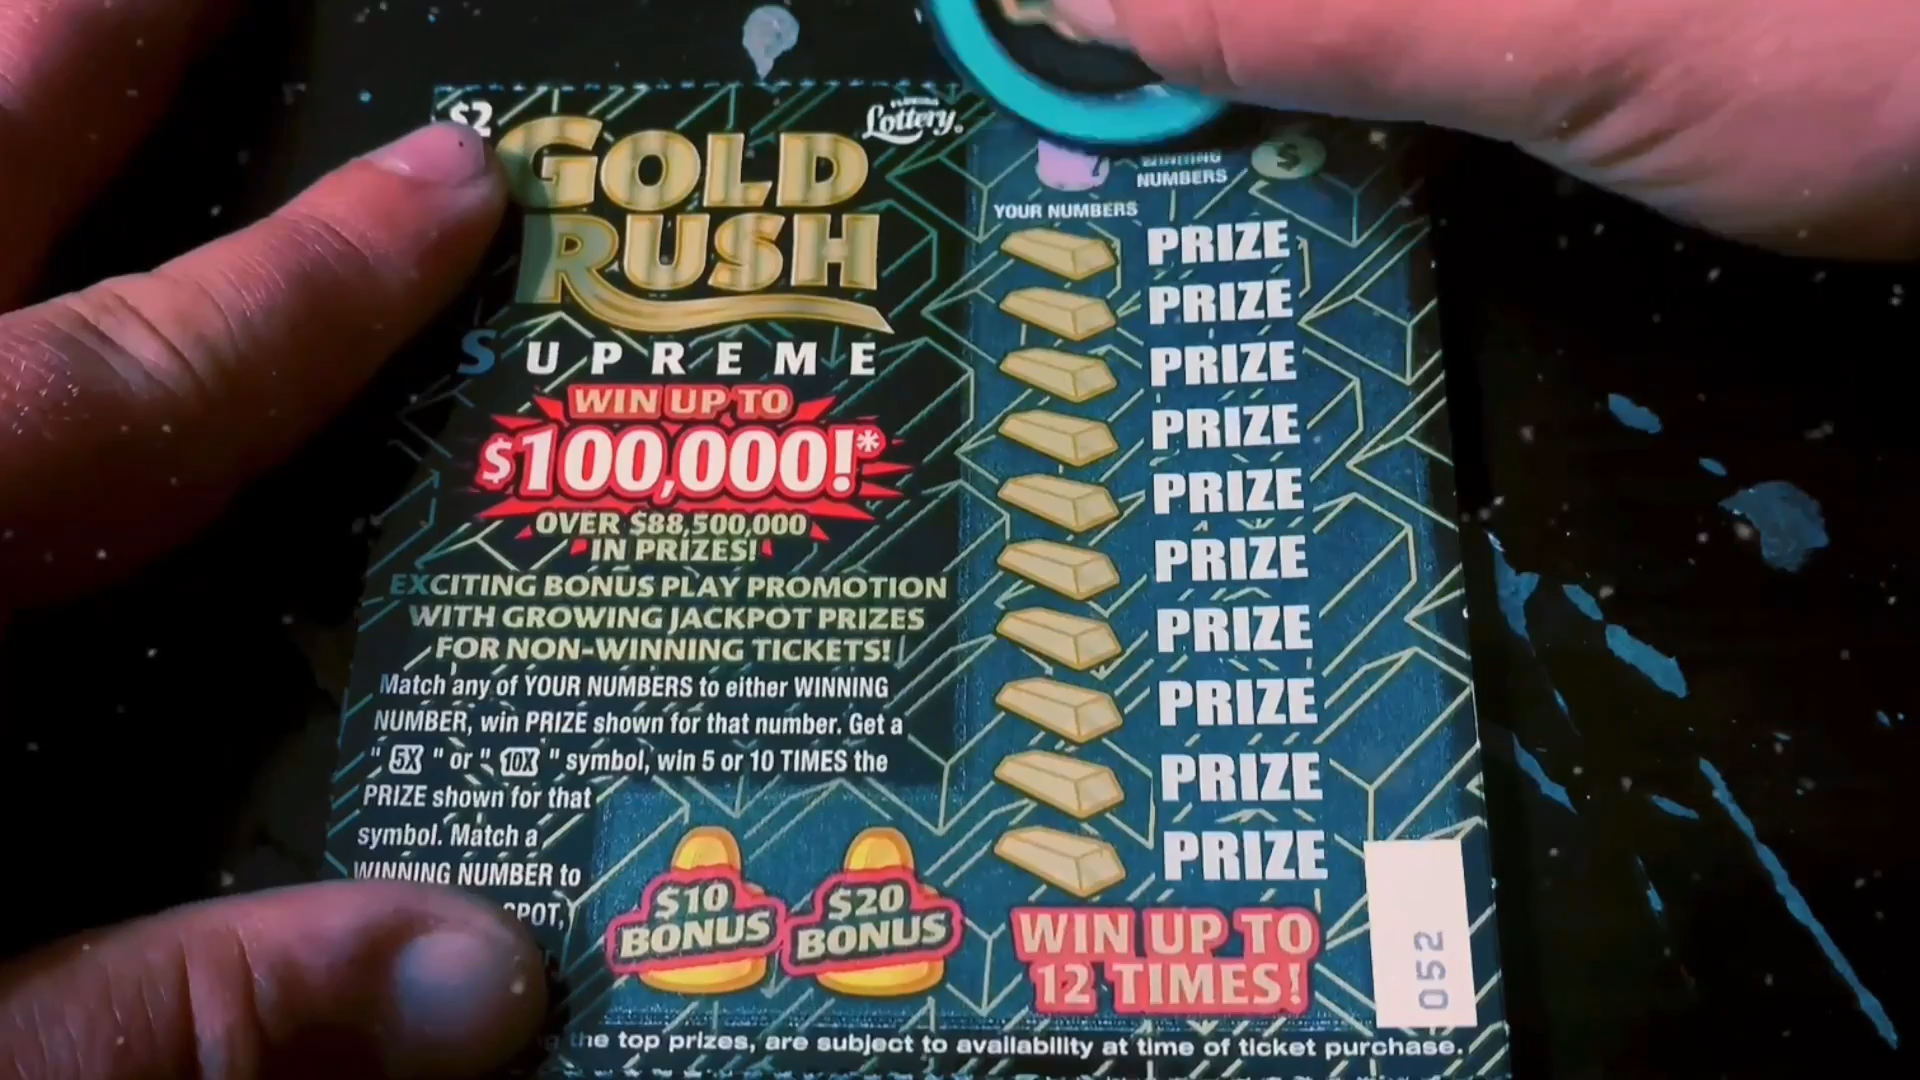 $2
FLORIDA
Lottery®
GOLD
RUSH
SUPREME
WIN UP TO
$100,000!*
OVER $88,500,000
IN PRIZES!
EXCITING BONUS PLAY PROMOTION
WITH GROWING JACKPOT PRIZES
FOR NON-WINNING TICKETS!
Match any of YOUR NUMBERS to either WINNING
NUMBER, win PRIZE shown for that number. Get a
" 5X " or " 10X " symbol, win 5 or 10 TIMES the
PRIZE shown for that
symbol. Match a
WINNING NUMBER to
SPOT,
$10
BONUS
$20
BONUS
WINNING
NUMBERS
$
YOUR NUMBERS
PRIZE
PRIZE
PRIZE
PRIZE
PRIZE
PRIZE
PRIZE
PRIZE
PRIZE
PRIZE
WIN UP TO
12 TIMES!
052
the top prizes, are subject to availability at time of ticket purchase.